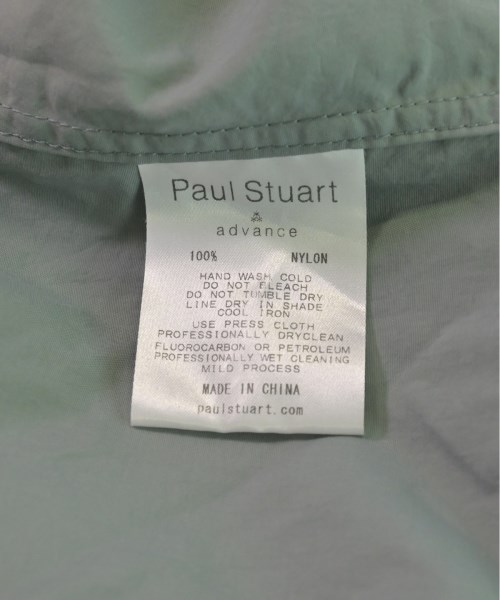 Paul Stuart
advance
100% NYLON
HAND WASH COLD
DO NOT BLEACH
DO NOT TUMBLE DRY
LINE DRY IN SHADE
COOL IRON
USE PRESS CLOTH
PROFESSIONALLY DRYCLEAN
FLUOROCARBON OR PETROLEUM
PROFESSIONALLY WET CLEANING
MILD PROCESS
MADE IN CHINA
paulstuart.com